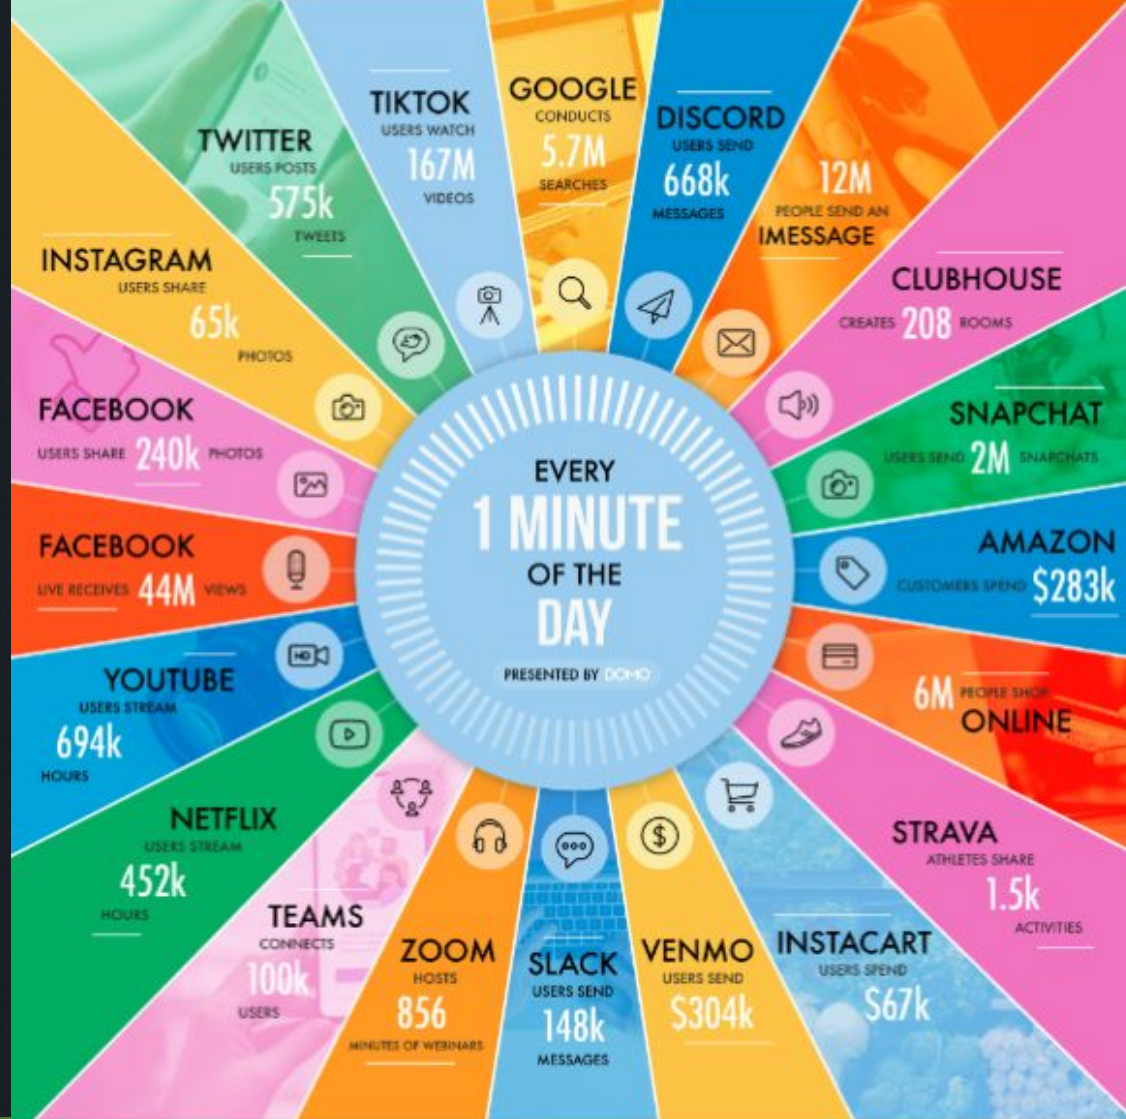 EVERY
1 MINUTE
OF THE
DAY
PRESENTED BY DOMO
GOOGLE
CONDUCTS
5.7M
SEARCHES
DISCORD
USERS SEND
668k
MESSAGES
12M
PEOPLE SEND AN
IMESSAGE
CLUBHOUSE
CREATES 208 ROOMS
SNAPCHAT
USERS SEND 2M SNAPCHATS
AMAZON
CUSTOMERS SPEND $283k
6M PEOPLE SHOP
ONLINE
STRAVA
ATHLETES SHARE
1.5k
ACTIVITIES
INSTACART
USERS SPEND
$67k
VENMO
USERS SEND
$304k
SLACK
USERS SEND
148k
MESSAGES
ZOOM
HOSTS
856
MINUTES OF WEBINARS
TEAMS
CONNECTS
100k
USERS
NETFLIX
USERS STREAM
452k
HOURS
YOUTUBE
USERS STREAM
694k
HOURS
HD
FACEBOOK
LIVE RECEIVES 44M VIEWS
FACEBOOK
USERS SHARE 240k PHOTOS
INSTAGRAM
USERS SHARE
65k
PHOTOS
TWITTER
USERS POSTS
575k
TWEETS
TIKTOK
USERS WATCH
167M
VIDEOS